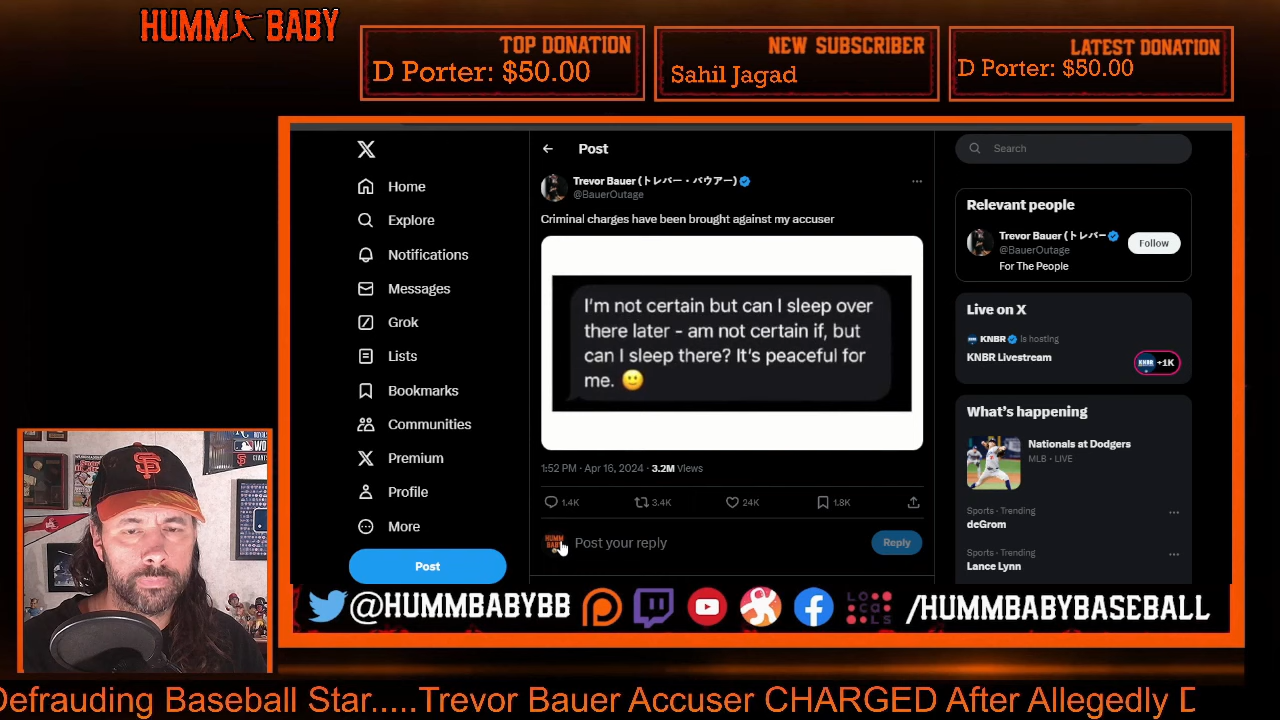 HUMM BABY
TOP DONATION
D Porter: $50.00
NEW SUBSCRIBER
Sahil Jagad
LATEST DONATION
D Porter: $50.00
Home
Explore
Notifications
Messages
Grok
Lists
Bookmarks
Communities
Premium
Profile
More
Post
Post
Trevor Bauer (トレバー・バウアー)
@BauerOutage
Criminal charges have been brought against my accuser
I'm not certain but can I sleep over
there later - am not certain if, but
can I sleep there? It's peaceful for
me. 🙂
1:52 PM · Apr 16, 2024 · 3.2M Views
1.4K
3.4K
24K
1.8K
Post your reply
Reply
Search
Relevant people
Trevor Bauer (トレバー
@BauerOutage
Follow
For The People
Live on X
KNBR is hosting
KNBR Livestream
KNBR +1K
What's happening
Nationals at Dodgers
MLB · LIVE
Sports · Trending
deGrom
Sports · Trending
Lance Lynn
@HUMMBABYBB
LOCALS
/HUMMBABYBASEBALL
Defrauding Baseball Star.....Trevor Bauer Accuser CHARGED After Allegedly D